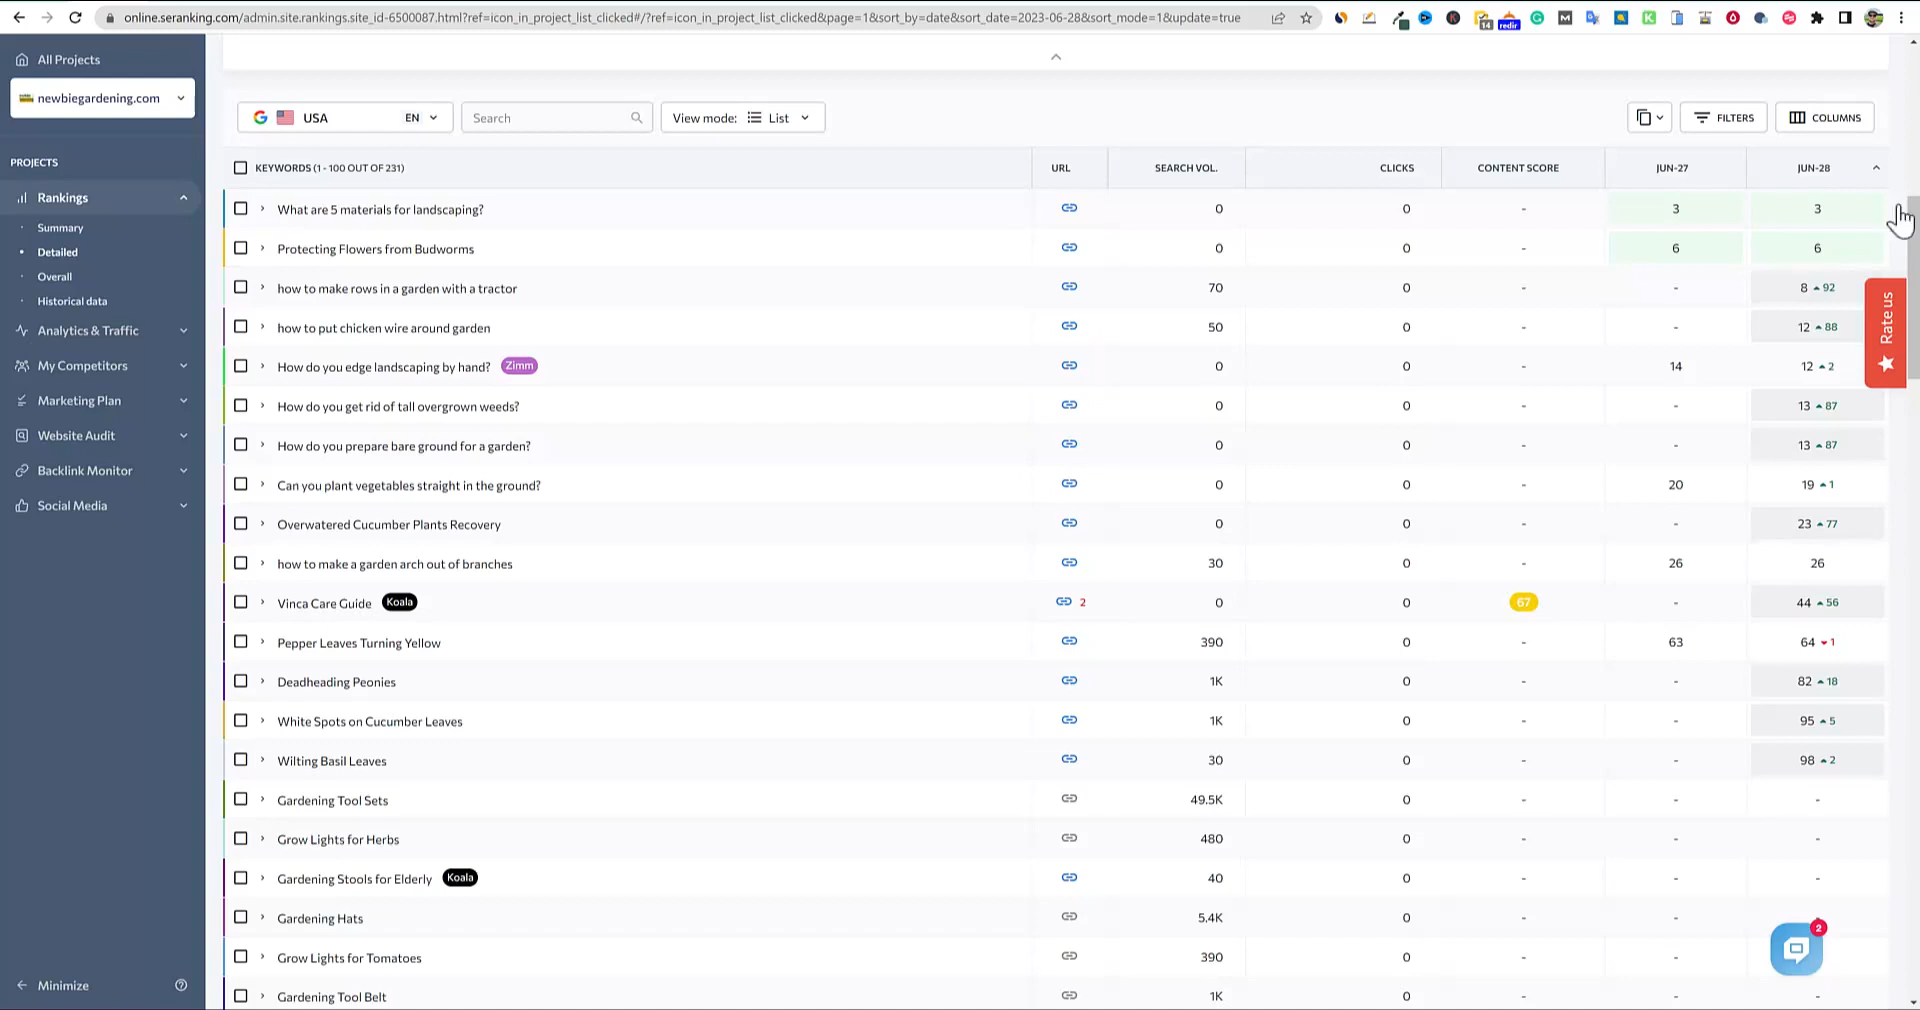 online.seranking.com/admin.site.rankings.site_id-6500087.html?ref=icon_in_project_list_clicked#/?ref=icon_in_project_list_clicked&page=1&sort_by=date&sort_date=2023-06-28&sort_mode=1&update=true
14
redir
All Projects
newbiegardening.com
PROJECTS
Rankings
Summary
Detailed
Overall
Historical data
Analytics & Traffic
My Competitors
Marketing Plan
Website Audit
Backlink Monitor
Social Media
Minimize
USA EN Search View mode: List FILTERS COLUMNS
KEYWORDS (1 - 100 OUT OF 231) URL SEARCH VOL. CLICKS CONTENT SCORE JUN-27 JUN-28
What are 5 materials for landscaping? 0 0 - 3 3
Protecting Flowers from Budworms 0 0 - 6 6
how to make rows in a garden with a tractor 70 0 - - 8 92
how to put chicken wire around garden 50 0 - - 12 88
How do you edge landscaping by hand? Zimm 0 0 - 14 12 2
How do you get rid of tall overgrown weeds? 0 0 - - 13 87
How do you prepare bare ground for a garden? 0 0 - - 13 87
Can you plant vegetables straight in the ground? 0 0 - 20 19 1
Overwatered Cucumber Plants Recovery 0 0 - - 23 77
how to make a garden arch out of branches 30 0 - 26 26
Vinca Care Guide Koala 2 0 0 67 - 44 56
Pepper Leaves Turning Yellow 390 0 - 63 64 1
Deadheading Peonies 1K 0 - - 82 18
White Spots on Cucumber Leaves 1K 0 - - 95 5
Wilting Basil Leaves 30 0 - - 98 2
Gardening Tool Sets 49.5K 0 - - -
Grow Lights for Herbs 480 0 - - -
Gardening Stools for Elderly Koala 40 0 - - -
Gardening Hats 5.4K 0 - - -
Grow Lights for Tomatoes 390 0 - - -
Gardening Tool Belt 1K 0 - - -
Rate us
2